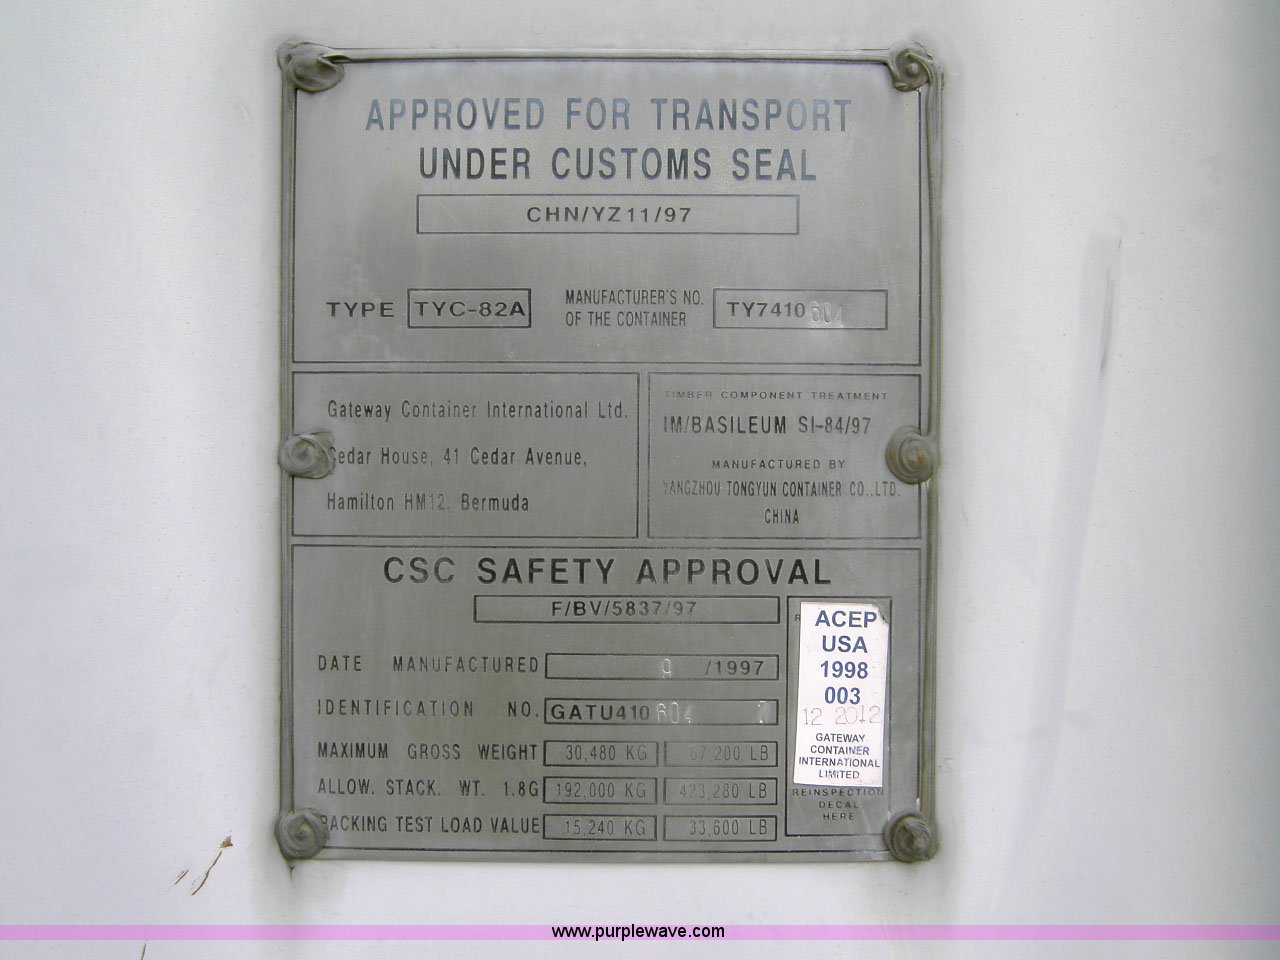 APPROVED FOR TRANSPORT
UNDER CUSTOMS SEAL
CHN/YZ11/97
TYPE TYC-82A
MANUFACTURER'S NO.
OF THE CONTAINER
TY7410604
Gateway Container International Ltd.
Cedar House, 41 Cedar Avenue,
Hamilton HM12, Bermuda
TIMBER COMPONENT TREATMENT
IM/BASILEUM SI-84/97
MANUFACTURED BY
YANGZHOU TONGYUN CONTAINER CO.,LTD.
CHINA
CSC SAFETY APPROVAL
F/BV/5837/97
DATE MANUFACTURED 9 /1997
IDENTIFICATION NO. GATU410604
MAXIMUM GROSS WEIGHT 30,480 KG 67,200 LB
ALLOW. STACK. WT. 1.8G 192,000 KG 423,280 LB
RACKING TEST LOAD VALUE 15,240 KG 33,600 LB
ACEP
USA
1998
003
12 2012
GATEWAY
CONTAINER
INTERNATIONAL
LIMITED
REINSPECTION
DECAL
HERE
www.purplewave.com